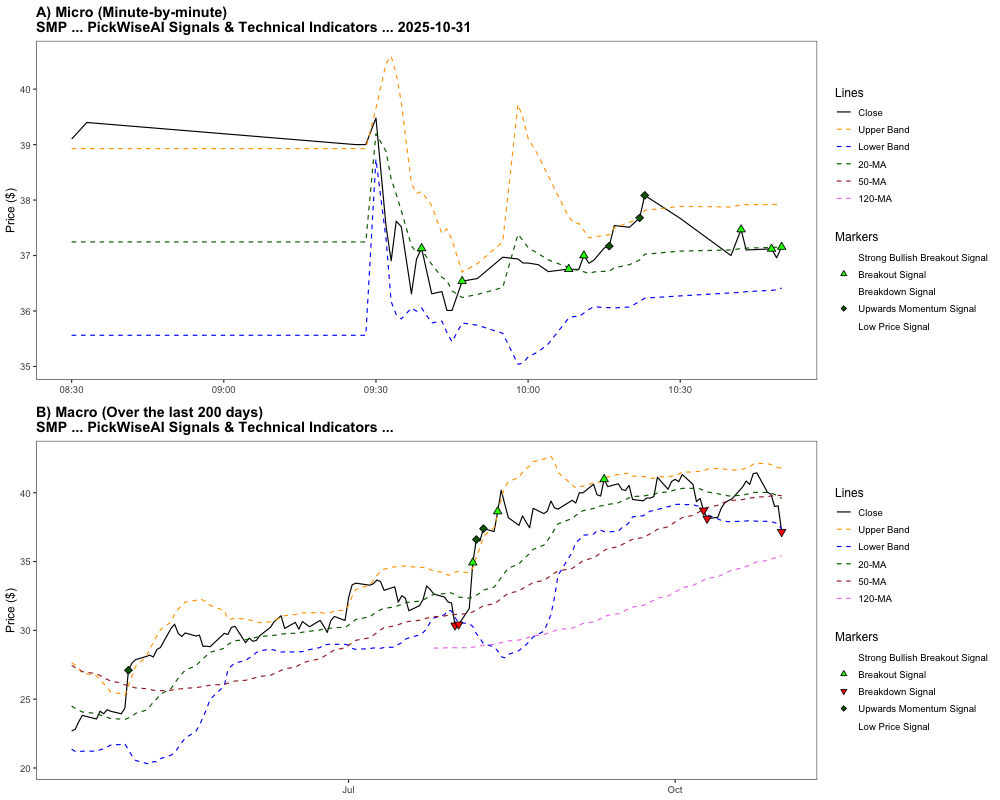 A) Micro (Minute-by-minute)
SMP ... PickWiseAI Signals & Technical Indicators ... 2025-10-31
Price ($)
40
39
38
37
36
35
08:30
09:00
09:30
10:00
10:30
Lines
Close
Upper Band
Lower Band
20-MA
50-MA
120-MA
Markers
Strong Bullish Breakout Signal
Breakout Signal
Breakdown Signal
Upwards Momentum Signal
Low Price Signal
B) Macro (Over the last 200 days)
SMP ... PickWiseAI Signals & Technical Indicators ...
Price ($)
40
35
30
25
20
Jul
Oct
Lines
Close
Upper Band
Lower Band
20-MA
50-MA
120-MA
Markers
Strong Bullish Breakout Signal
Breakout Signal
Breakdown Signal
Upwards Momentum Signal
Low Price Signal